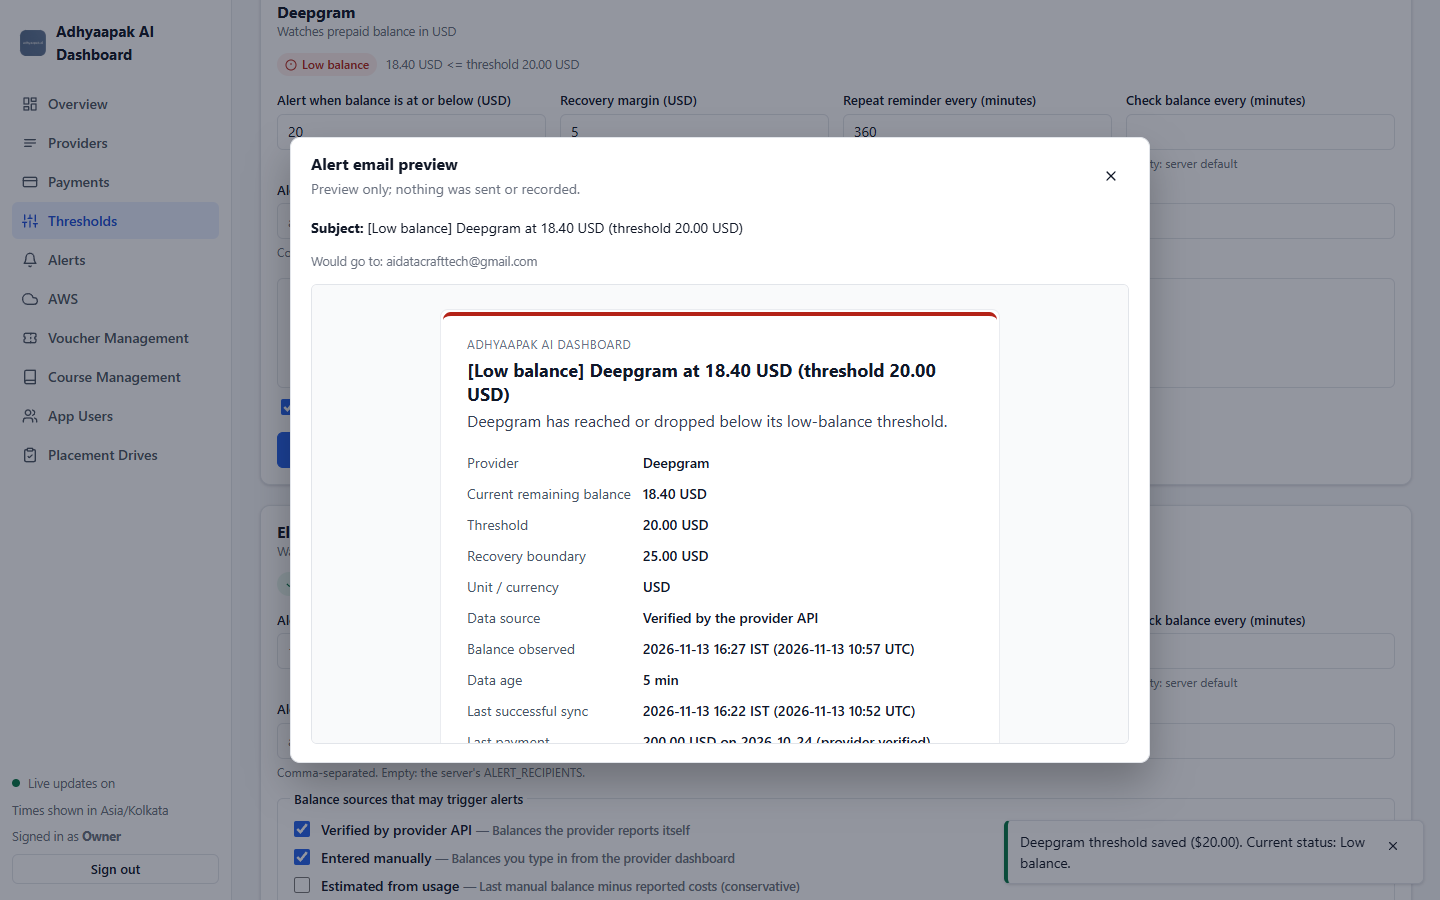 Adhyaapak AI
Dashboard
Overview
Providers
Payments
Thresholds
Alerts
AWS
Voucher Management
Course Management
App Users
Placement Drives
Live updates on
Times shown in Asia/Kolkata
Signed in as Owner
Sign out
Deepgram
Watches prepaid balance in USD
Low balance 18.40 USD <= threshold 20.00 USD
Alert when balance is at or below (USD) Recovery margin (USD) Repeat reminder every (minutes) Check balance every (minutes)
20 5 360
server default
Alert email preview
Preview only; nothing was sent or recorded.
Subject: [Low balance] Deepgram at 18.40 USD (threshold 20.00 USD)
Would go to: aidatacrafttech@gmail.com
ADHYAAPAK AI DASHBOARD
[Low balance] Deepgram at 18.40 USD (threshold 20.00
USD)
Deepgram has reached or dropped below its low-balance threshold.
Provider Deepgram
Current remaining balance 18.40 USD
Threshold 20.00 USD
Recovery boundary 25.00 USD
Unit / currency USD
Data source Verified by the provider API
Balance observed 2026-11-13 16:27 IST (2026-11-13 10:57 UTC)
Data age 5 min
Last successful sync 2026-11-13 16:22 IST (2026-11-13 10:52 UTC)
Last payment 200.00 USD on 2026-10-24 (provider verified)
balance every (minutes)
server default
Comma-separated. Empty: the server's ALERT_RECIPIENTS.
Balance sources that may trigger alerts
Verified by provider API — Balances the provider reports itself
Entered manually — Balances you type in from the provider dashboard
Estimated from usage — Last manual balance minus reported costs (conservative)
Deepgram threshold saved ($20.00). Current status: Low
balance.